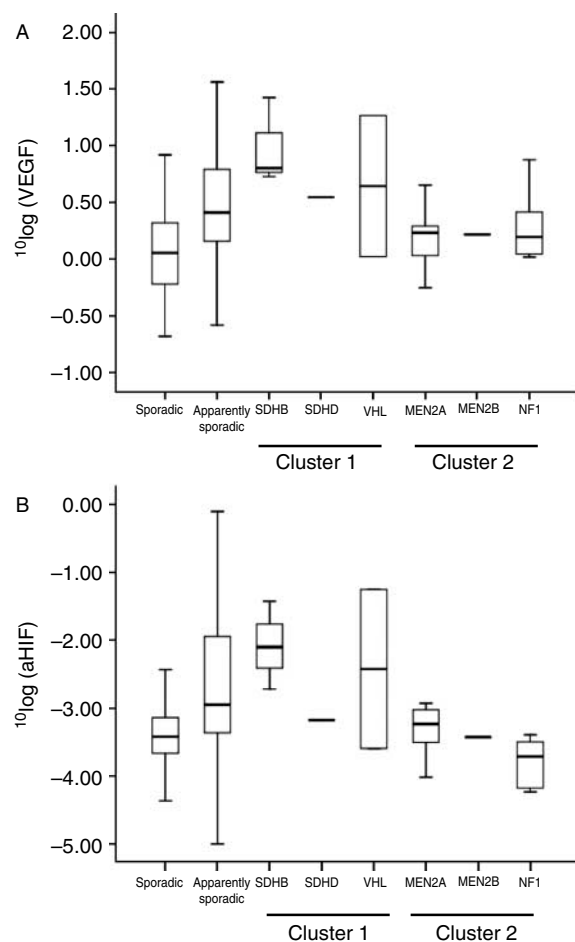 A
2.00
1.50
1.00
0.50
0.00
−0.50
−1.00
¹⁰log (VEGF)
Sporadic Apparently sporadic SDHB SDHD VHL MEN2A MEN2B NF1
Cluster 1 Cluster 2
B
0.00
−1.00
−2.00
−3.00
−4.00
−5.00
¹⁰log (aHIF)
Sporadic Apparently sporadic SDHB SDHD VHL MEN2A MEN2B NF1
Cluster 1 Cluster 2